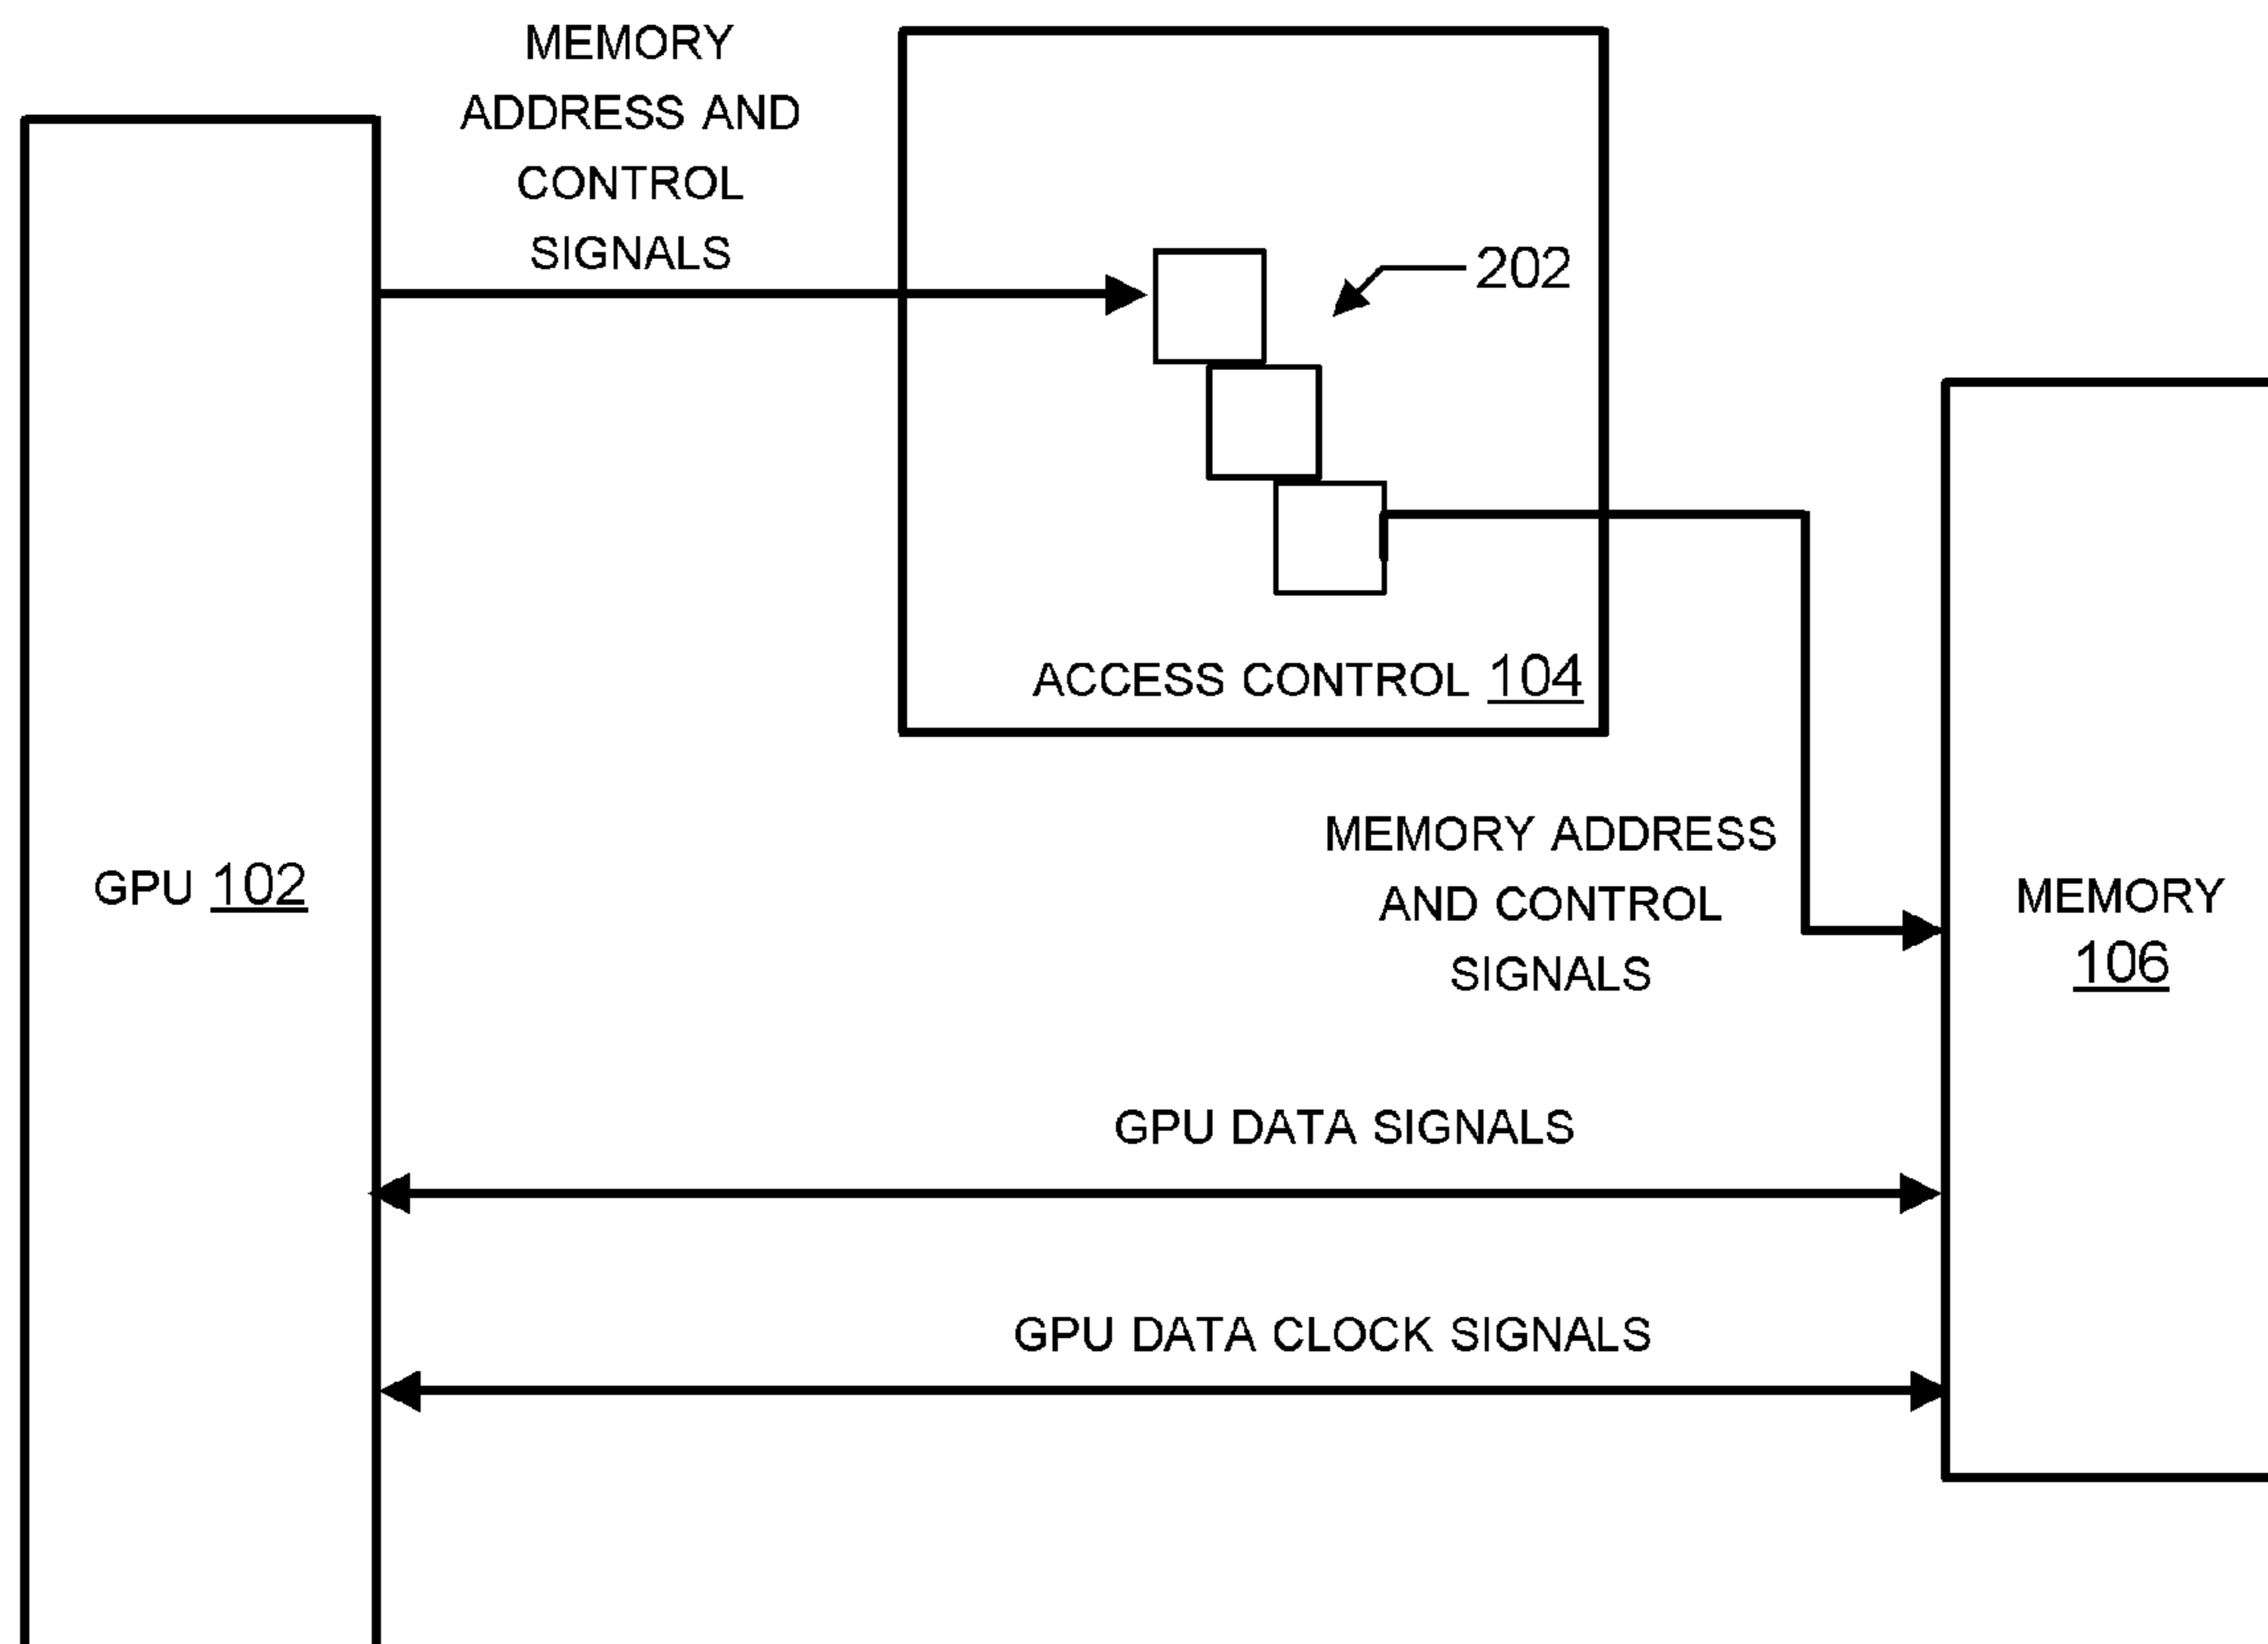 MEMORY
ADDRESS AND
CONTROL
SIGNALS
202
ACCESS CONTROL 104
GPU 102
MEMORY ADDRESS
AND CONTROL
SIGNALS
MEMORY
106
GPU DATA SIGNALS
GPU DATA CLOCK SIGNALS